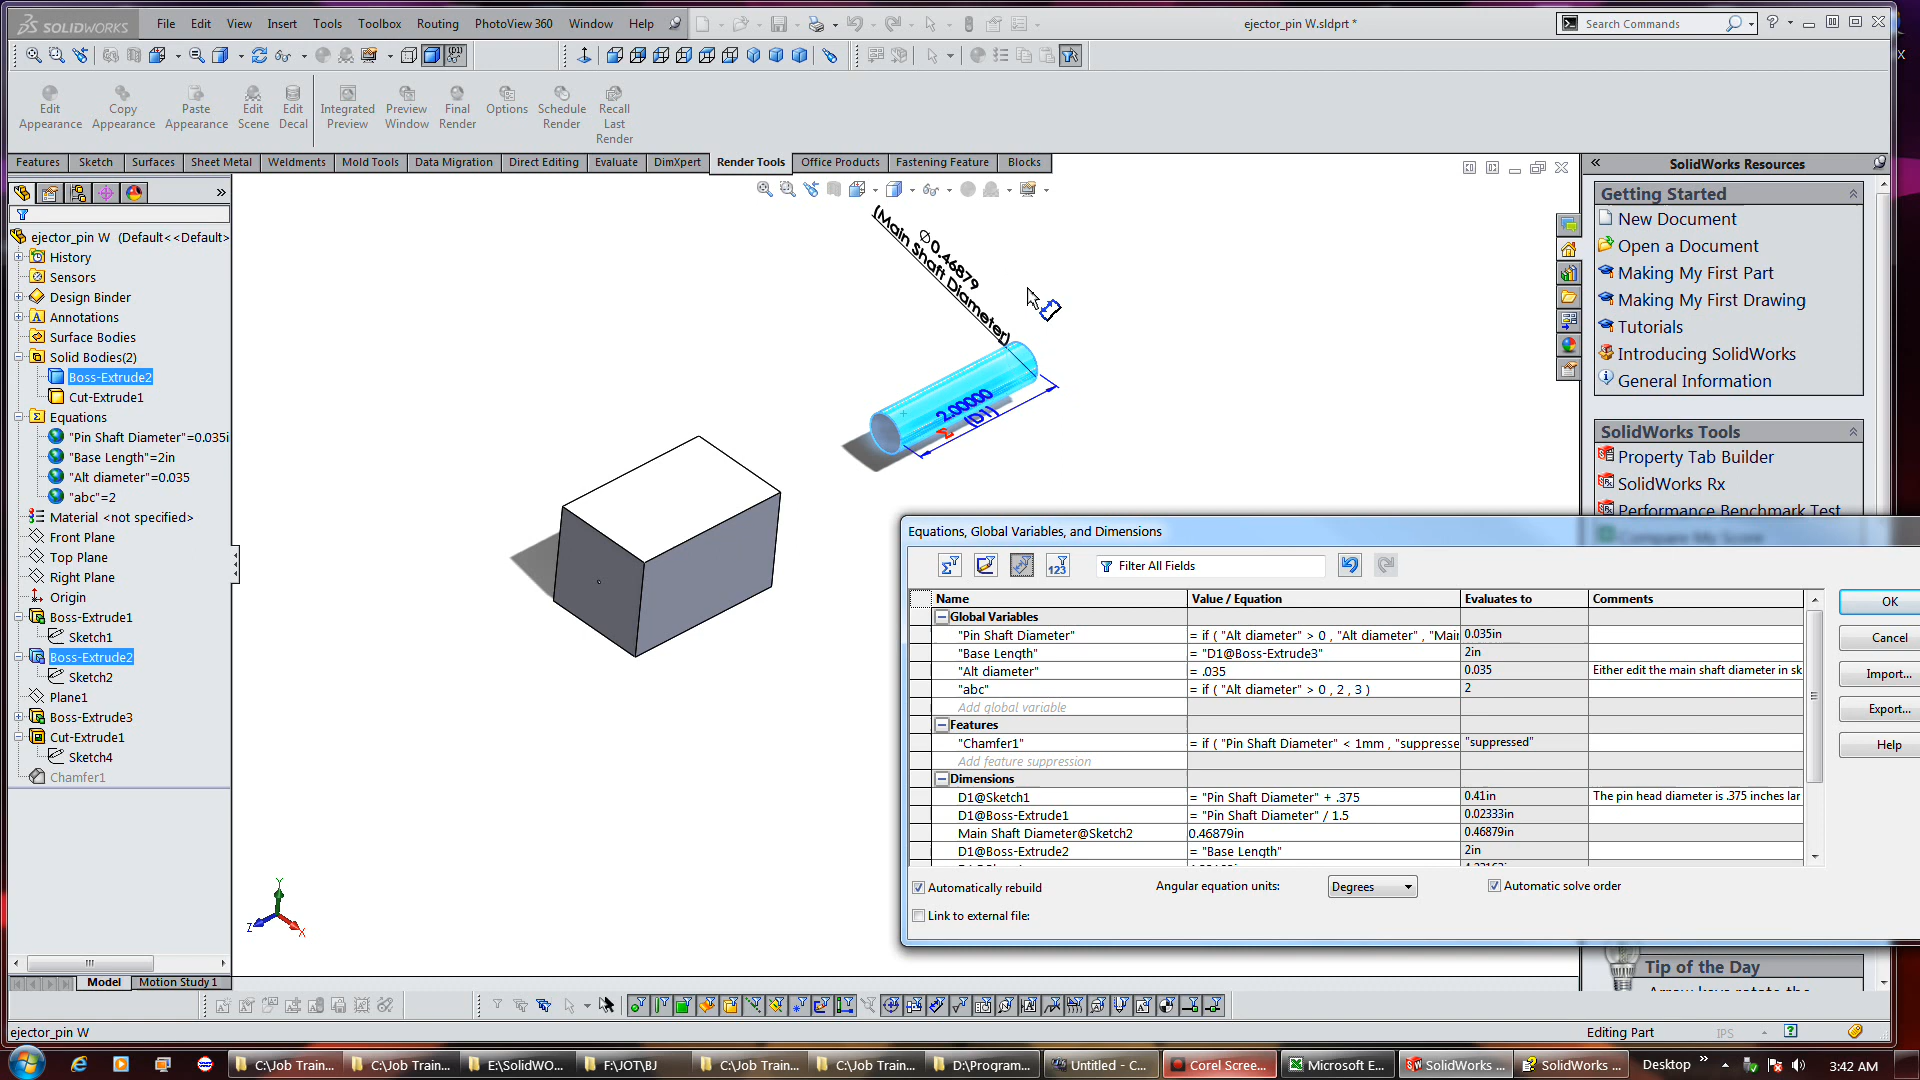 SOLIDWORKS
File Edit View Insert Tools Toolbox Routing PhotoView 360 Window Help
ejector_pin W.sldprt *
Search Commands
Edit Appearance
Copy Appearance
Paste Appearance
Edit Scene
Edit Decal
Integrated Preview
Preview Window
Final Render
Options
Schedule Render
Recall Last Render
Features Sketch Surfaces Sheet Metal Weldments Mold Tools Data Migration Direct Editing Evaluate DimXpert Render Tools Office Products Fastening Feature Blocks
ejector_pin W (Default<<Default>
History
Sensors
Design Binder
Annotations
Surface Bodies
Solid Bodies(2)
Boss-Extrude2
Cut-Extrude1
Equations
"Pin Shaft Diameter"=0.035i
"Base Length"=2in
"Alt diameter"=0.035
"abc"=2
Material <not specified>
Front Plane
Top Plane
Right Plane
Origin
Boss-Extrude1
Sketch1
Boss-Extrude2
Sketch2
Plane1
Boss-Extrude3
Cut-Extrude1
Sketch4
Chamfer1
Ø0.46879
(Main Shaft Diameter)
2.00000
(D1)
Y
Z
X
SolidWorks Resources
Getting Started
New Document
Open a Document
Making My First Part
Making My First Drawing
Tutorials
Introducing SolidWorks
General Information
SolidWorks Tools
Property Tab Builder
SolidWorks Rx
Performance Benchmark Test
Compare My Score
Equations, Global Variables, and Dimensions
Filter All Fields
Name Value / Equation Evaluates to Comments
Global Variables
"Pin Shaft Diameter" = if ( "Alt diameter" > 0 , "Alt diameter" , "Mai 0.035in
"Base Length" = "D1@Boss-Extrude3" 2in
"Alt diameter" = .035 0.035 Either edit the main shaft diameter in sk
"abc" = if ( "Alt diameter" > 0 , 2 , 3 ) 2
Add global variable
Features
"Chamfer1" = if ( "Pin Shaft Diameter" < 1mm , "suppresse "suppressed"
Add feature suppression
Dimensions
D1@Sketch1 = "Pin Shaft Diameter" + .375 0.41in The pin head diameter is .375 inches lar
D1@Boss-Extrude1 = "Pin Shaft Diameter" / 1.5 0.02333in
Main Shaft Diameter@Sketch2 0.46879in 0.46879in
D1@Boss-Extrude2 = "Base Length" 2in
OK
Cancel
Import...
Export...
Help
Automatically rebuild Angular equation units: Degrees Automatic solve order
Link to external file:
Tip of the Day
Arrow keys rotate the
Model Motion Study 1
ejector_pin W Editing Part IPS
C:\Job Train... C:\Job Train... E:\SolidWO... F:\JOT\BJ C:\Job Train... C:\Job Train... D:\Program... Untitled - C... Corel Scree... Microsoft E... SolidWorks ... SolidWorks ... Desktop 3:42 AM